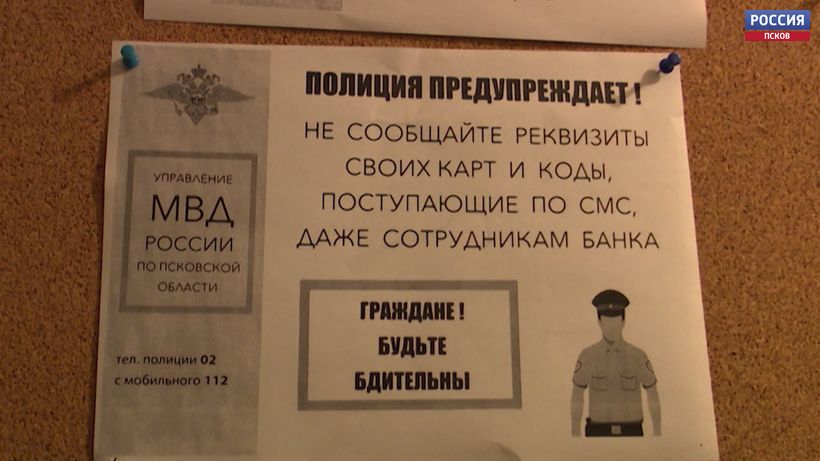 РОССИЯ
ПСКОВ
ПОЛИЦИЯ ПРЕДУПРЕЖДАЕТ!
НЕ СООБЩАЙТЕ РЕКВИЗИТЫ
СВОИХ КАРТ И КОДЫ,
ПОСТУПАЮЩИЕ ПО СМС,
ДАЖЕ СОТРУДНИКАМ БАНКА
УПРАВЛЕНИЕ
МВД
РОССИИ
ПО ПСКОВСКОЙ
ОБЛАСТИ
тел. полиции 02
с мобильного 112
ГРАЖДАНЕ!
БУДЬТЕ
БДИТЕЛЬНЫ